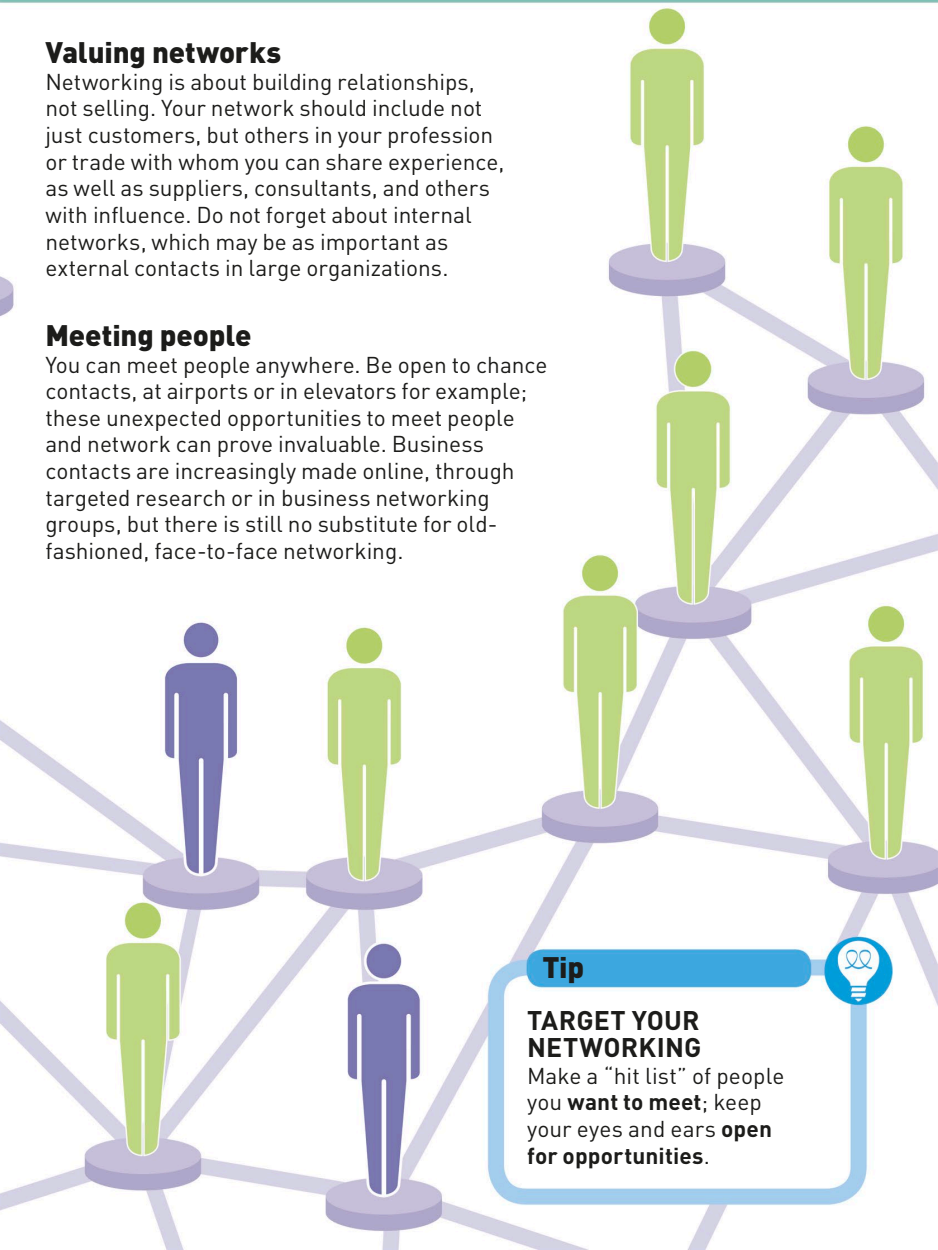 Valuing networks
Networking is about building relationships,
not selling. Your network should include not
just customers, but others in your profession
or trade with whom you can share experience,
as well as suppliers, consultants, and others
with influence. Do not forget about internal
networks, which may be as important as
external contacts in large organizations.
Meeting people
You can meet people anywhere. Be open to chance
contacts, at airports or in elevators for example;
these unexpected opportunities to meet people
and network can prove invaluable. Business
contacts are increasingly made online, through
targeted research or in business networking
groups, but there is still no substitute for old-
fashioned, face-to-face networking.
Tip
TARGET YOUR
NETWORKING
Make a “hit list” of people
you want to meet; keep
your eyes and ears open
for opportunities.